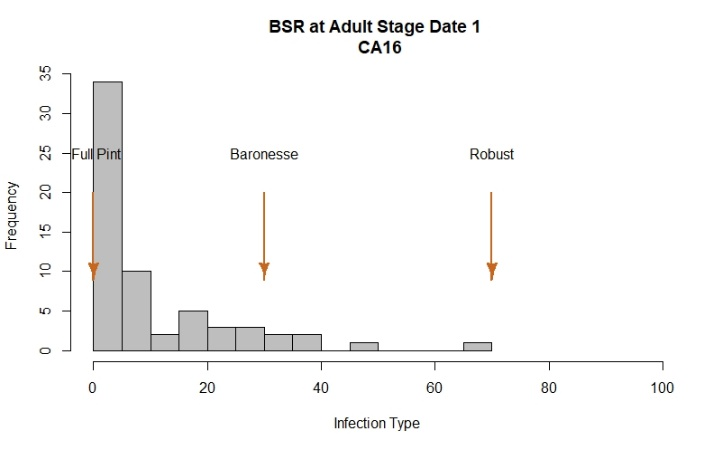 BSR at Adult Stage Date 1
CA16
Frequency
35
30
25
20
15
10
5
0
Full Pint
Baronesse
Robust
0 20 40 60 80 100
Infection Type